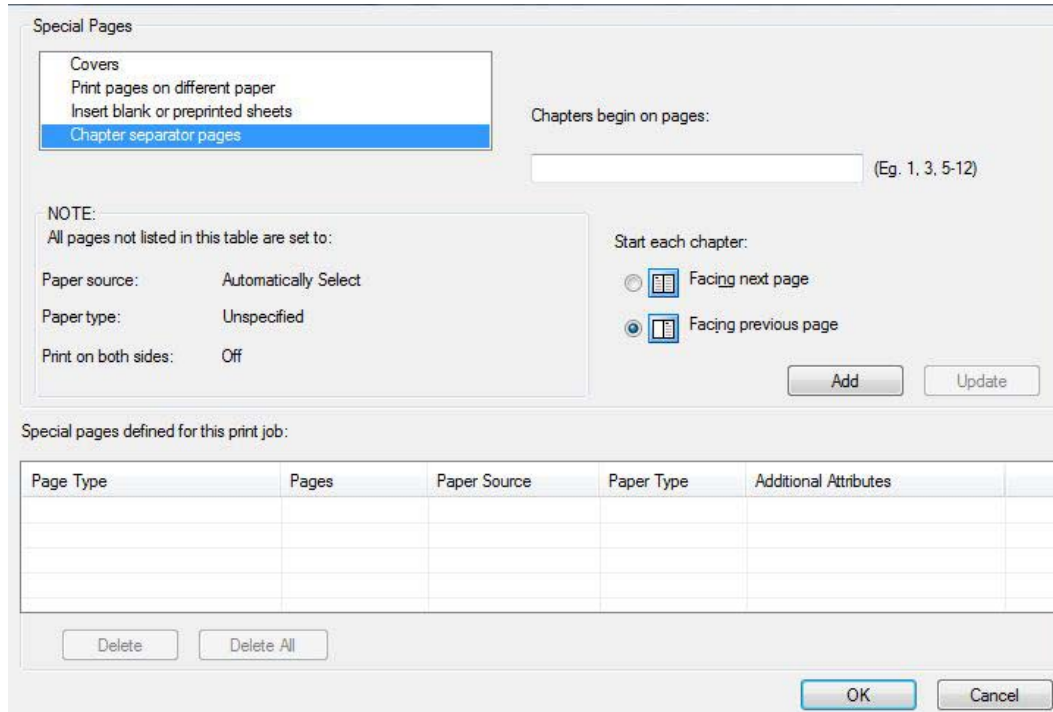 Special Pages
Covers
Print pages on different paper
Insert blank or preprinted sheets
Chapter separator pages
Chapters begin on pages:
(Eg. 1, 3, 5-12)
NOTE:
All pages not listed in this table are set to:
Paper source: Automatically Select
Paper type: Unspecified
Print on both sides: Off
Start each chapter:
Facing next page
Facing previous page
Add Update
Special pages defined for this print job:
Page Type Pages Paper Source Paper Type Additional Attributes
Delete Delete All
OK Cancel